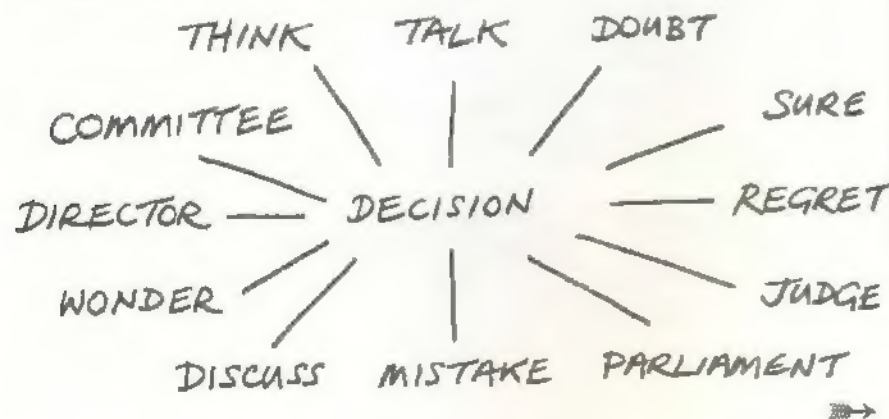 THINK TALK DOUBT
COMMITTEE SURE
DIRECTOR DECISION REGRET
WONDER JUDGE
DISCUSS MISTAKE PARLIAMENT